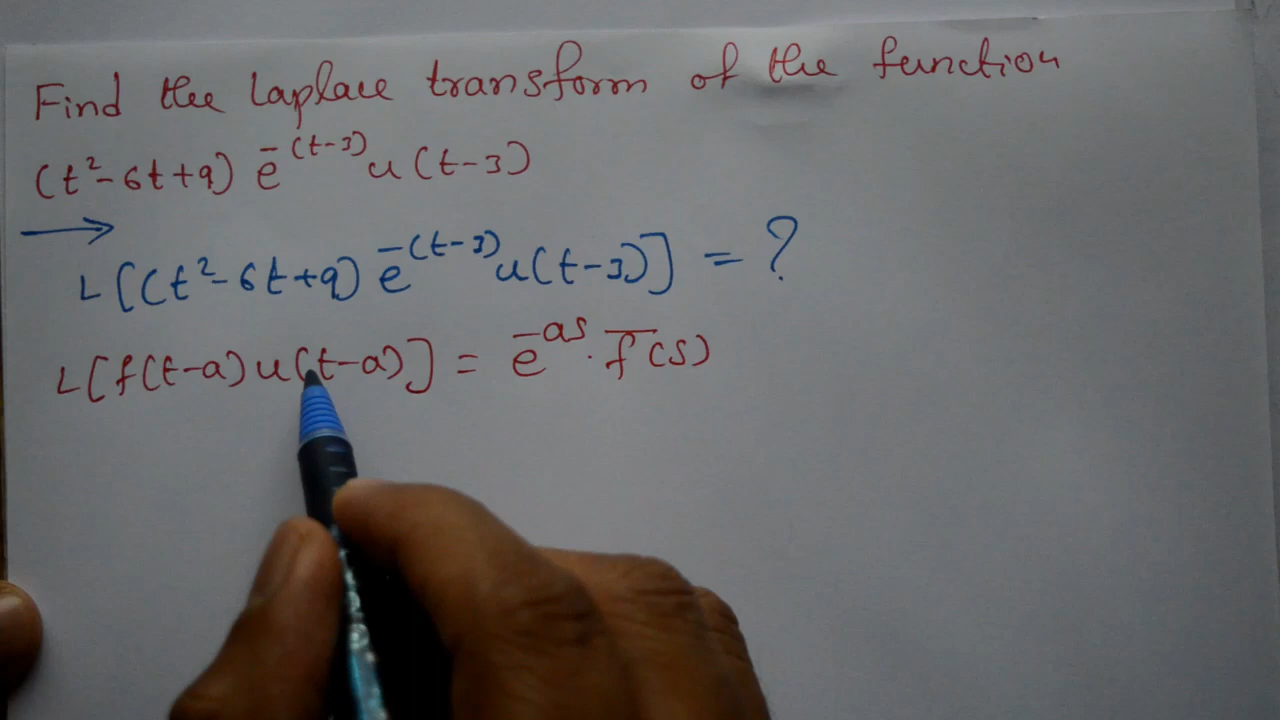 Find the Laplace transform of the function
(t²-6t+9) e^-(t-3) u(t-3)
L[(t²-6t+9) e^-(t-3) u(t-3)] = ?
L[f(t-a)u(t-a)] = e^-as . f̅(s)